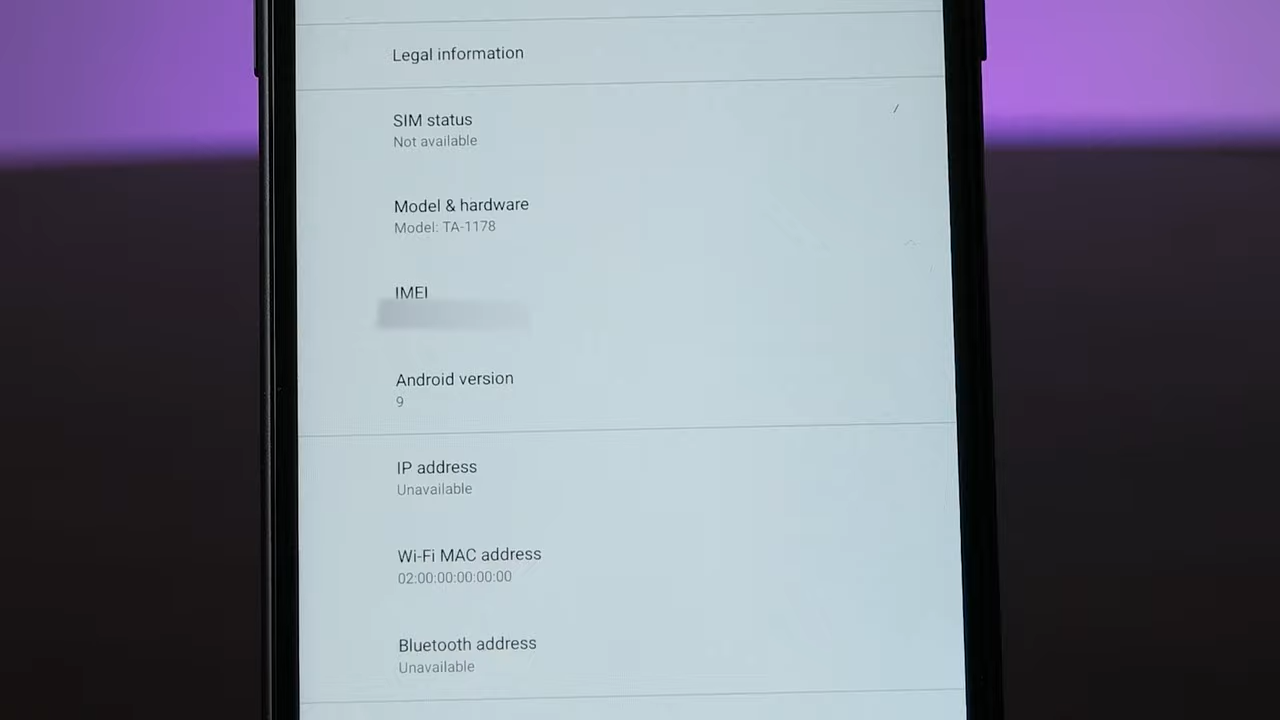 Legal information
SIM status
Not available
Model & hardware
Model: TA-1178
IMEI
Android version
9
IP address
Unavailable
Wi-Fi MAC address
02:00:00:00:00:00
Bluetooth address
Unavailable